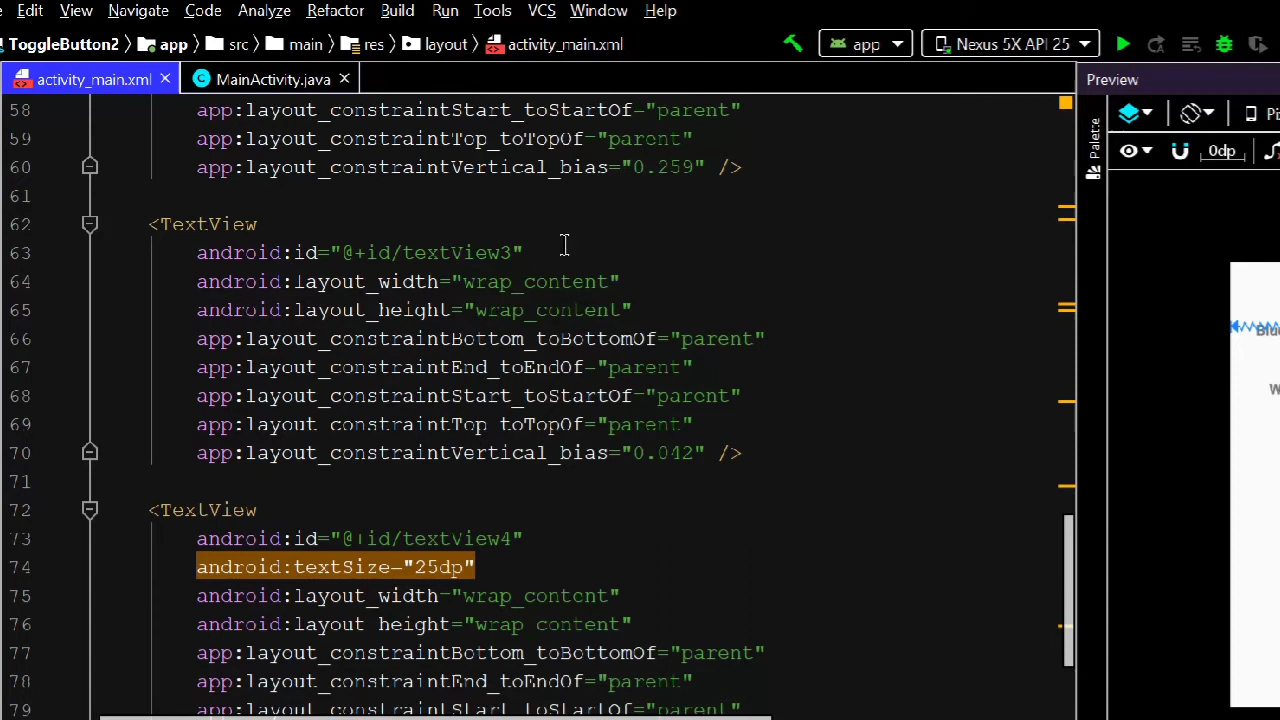 Edit View Navigate Code Analyze Refactor Build Run Tools VCS Window Help
ToggleButton2 app src main res layout activity_main.xml app Nexus 5X API 25
activity_main.xml MainActivity.java Preview
Palette
0dp
58 app:layout_constraintStart_toStartOf="parent"
59 app:layout_constraintTop_toTopOf="parent"
60 app:layout_constraintVertical_bias="0.259" />
61
62 <TextView
63 android:id="@+id/textView3"
64 android:layout_width="wrap_content"
65 android:layout_height="wrap_content"
66 app:layout_constraintBottom_toBottomOf="parent"
67 app:layout_constraintEnd_toEndOf="parent"
68 app:layout_constraintStart_toStartOf="parent"
69 app:layout_constraintTop_toTopOf="parent"
70 app:layout_constraintVertical_bias="0.042" />
71
72 <TextView
73 android:id="@+id/textView4"
74 android:textSize="25dp"
75 android:layout_width="wrap_content"
76 android:layout_height="wrap_content"
77 app:layout_constraintBottom_toBottomOf="parent"
78 app:layout_constraintEnd_toEndOf="parent"
79 app:layout_constraintStart_toStartOf="parent"